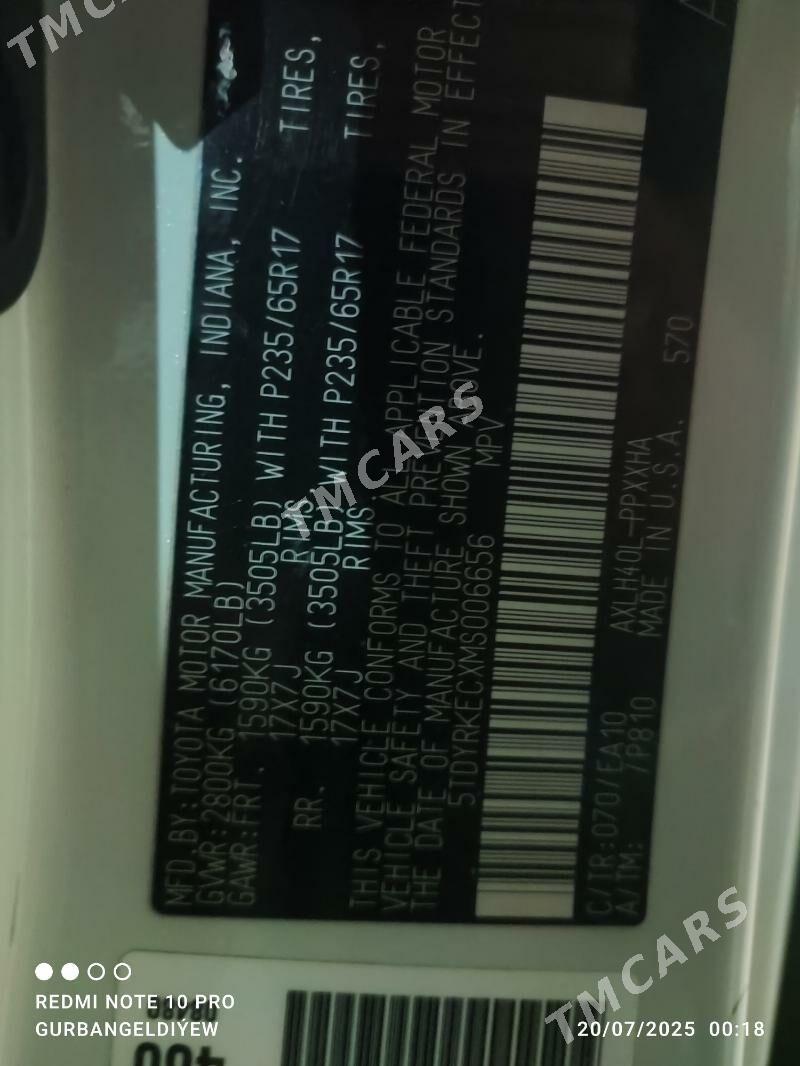 MFD.BY:TOYOTA MOTOR MANUFACTURING, INDIANA, INC.
GVWR:2800KG (6170LB)
GAWR:FRT. 1590KG (3505LB) WITH P235/65R17 TIRES,
17X7J RIMS,
RR. 1590KG (3505LB) WITH P235/65R17 TIRES,
17X7J RIMS.
THIS VEHICLE CONFORMS TO ALL APPLICABLE FEDERAL MOTOR
VEHICLE SAFETY AND THEFT PREVENTION STANDARDS IN EFFECT
THE DATE OF MANUFACTURE SHOWN ABOVE.
5TDYRKECXMS006656 MPV
C/TR:070/EA10 AXLH40L-PPXXHA 570
A/TM: /P810 MADE IN U.S.A.
TMCARS
TMCARS
REDMI NOTE 10 PRO
GURBANGELDIÝEW
20/07/2025 00:18